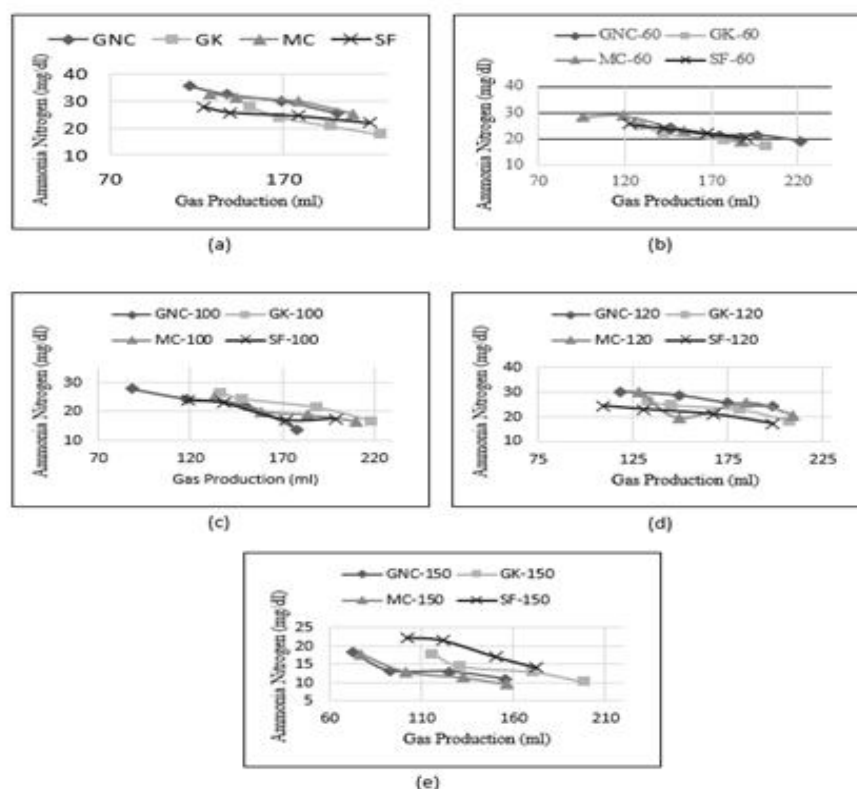 GNC GK MC SF
Ammonia Nitrogen (mg/dl)
40
30
20
10
70 170
Gas Production (ml)
(a)
GNC-60 GK-60
MC-60 SF-60
Ammonia Nitrogen (mg/dl)
40
30
20
10
70 120 170 220
Gas Production (ml)
(b)
GNC-100 GK-100
MC-100 SF-100
Ammonia Nitrogen (mg/dl)
30
20
10
70 120 170 220
Gas Production (ml)
(c)
GNC-120 GK-120
MC-120 SF-120
Ammonia Nitrogen (mg/dl)
40
30
20
10
75 125 175 225
Gas Production (ml)
(d)
GNC-150 GK-150
MC-150 SF-150
Ammonia Nitrogen (mg/dl)
25
20
15
10
5
60 110 160 210
Gas Production (ml)
(e)